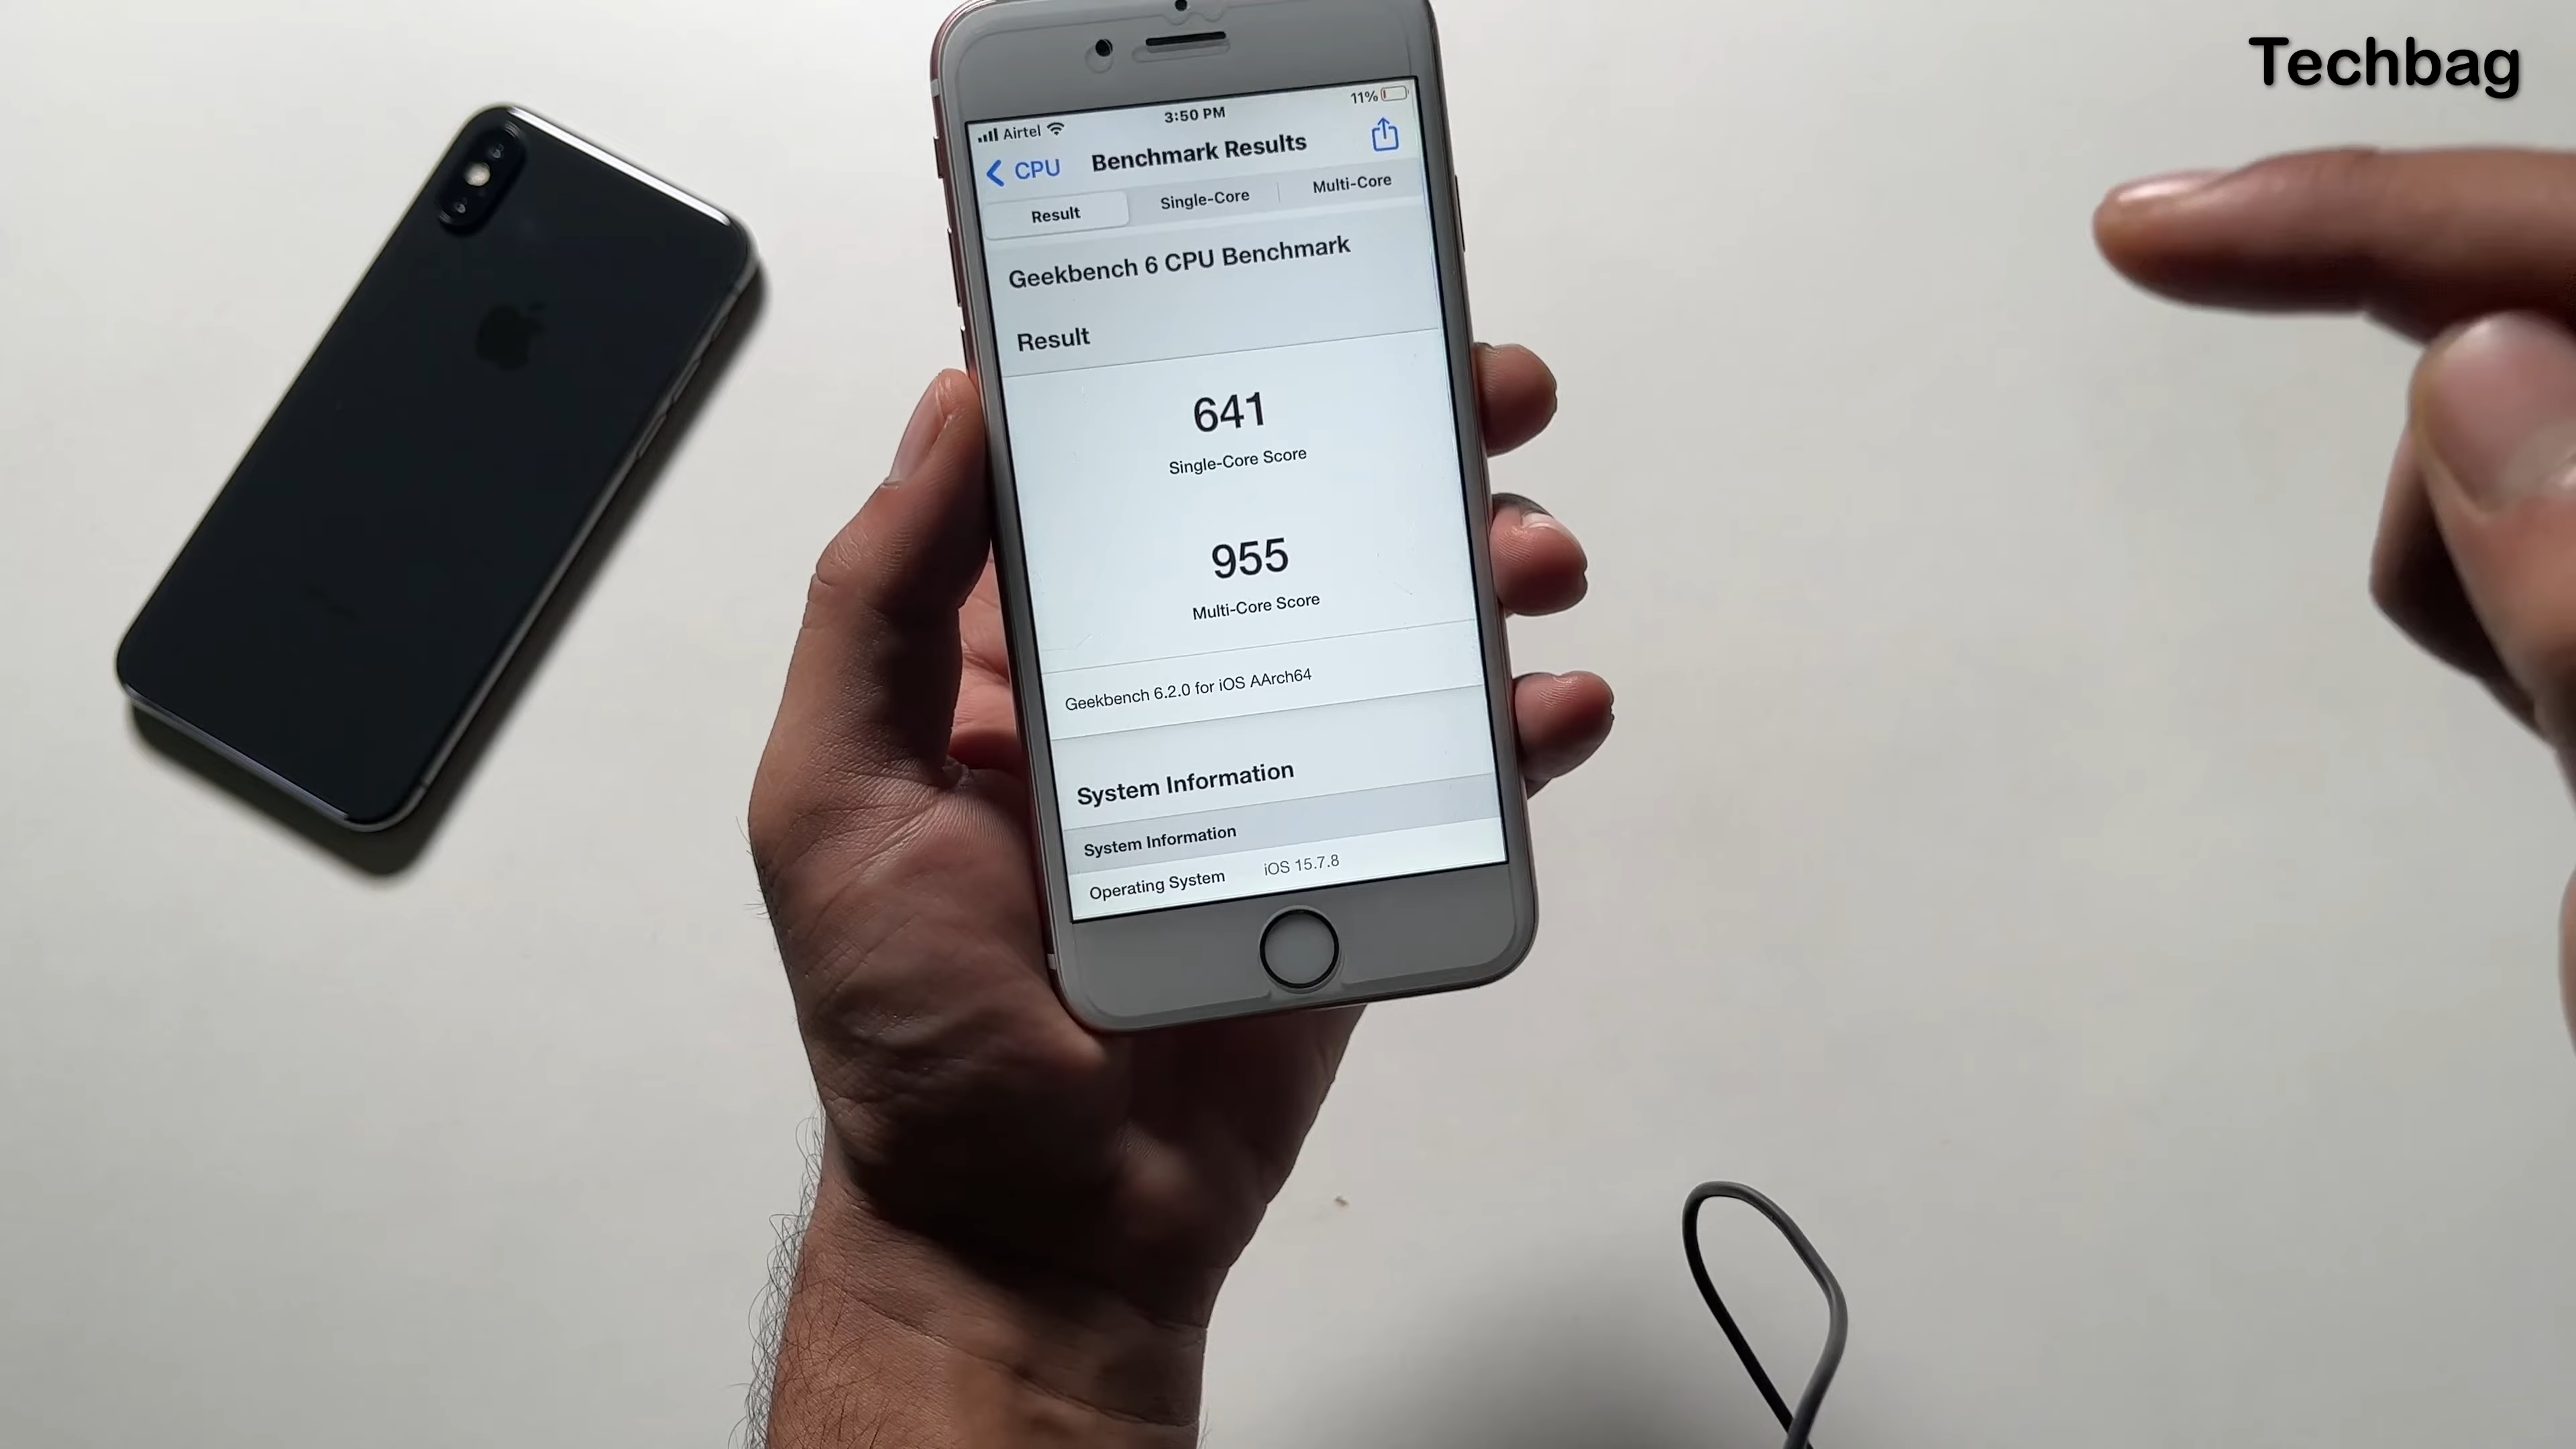 Techbag
Airtel 3:50 PM 11%
CPU Benchmark Results
Result Single-Core Multi-Core
Geekbench 6 CPU Benchmark
Result
641
Single-Core Score
955
Multi-Core Score
Geekbench 6.2.0 for iOS AArch64
System Information
System Information
Operating System iOS 15.7.8